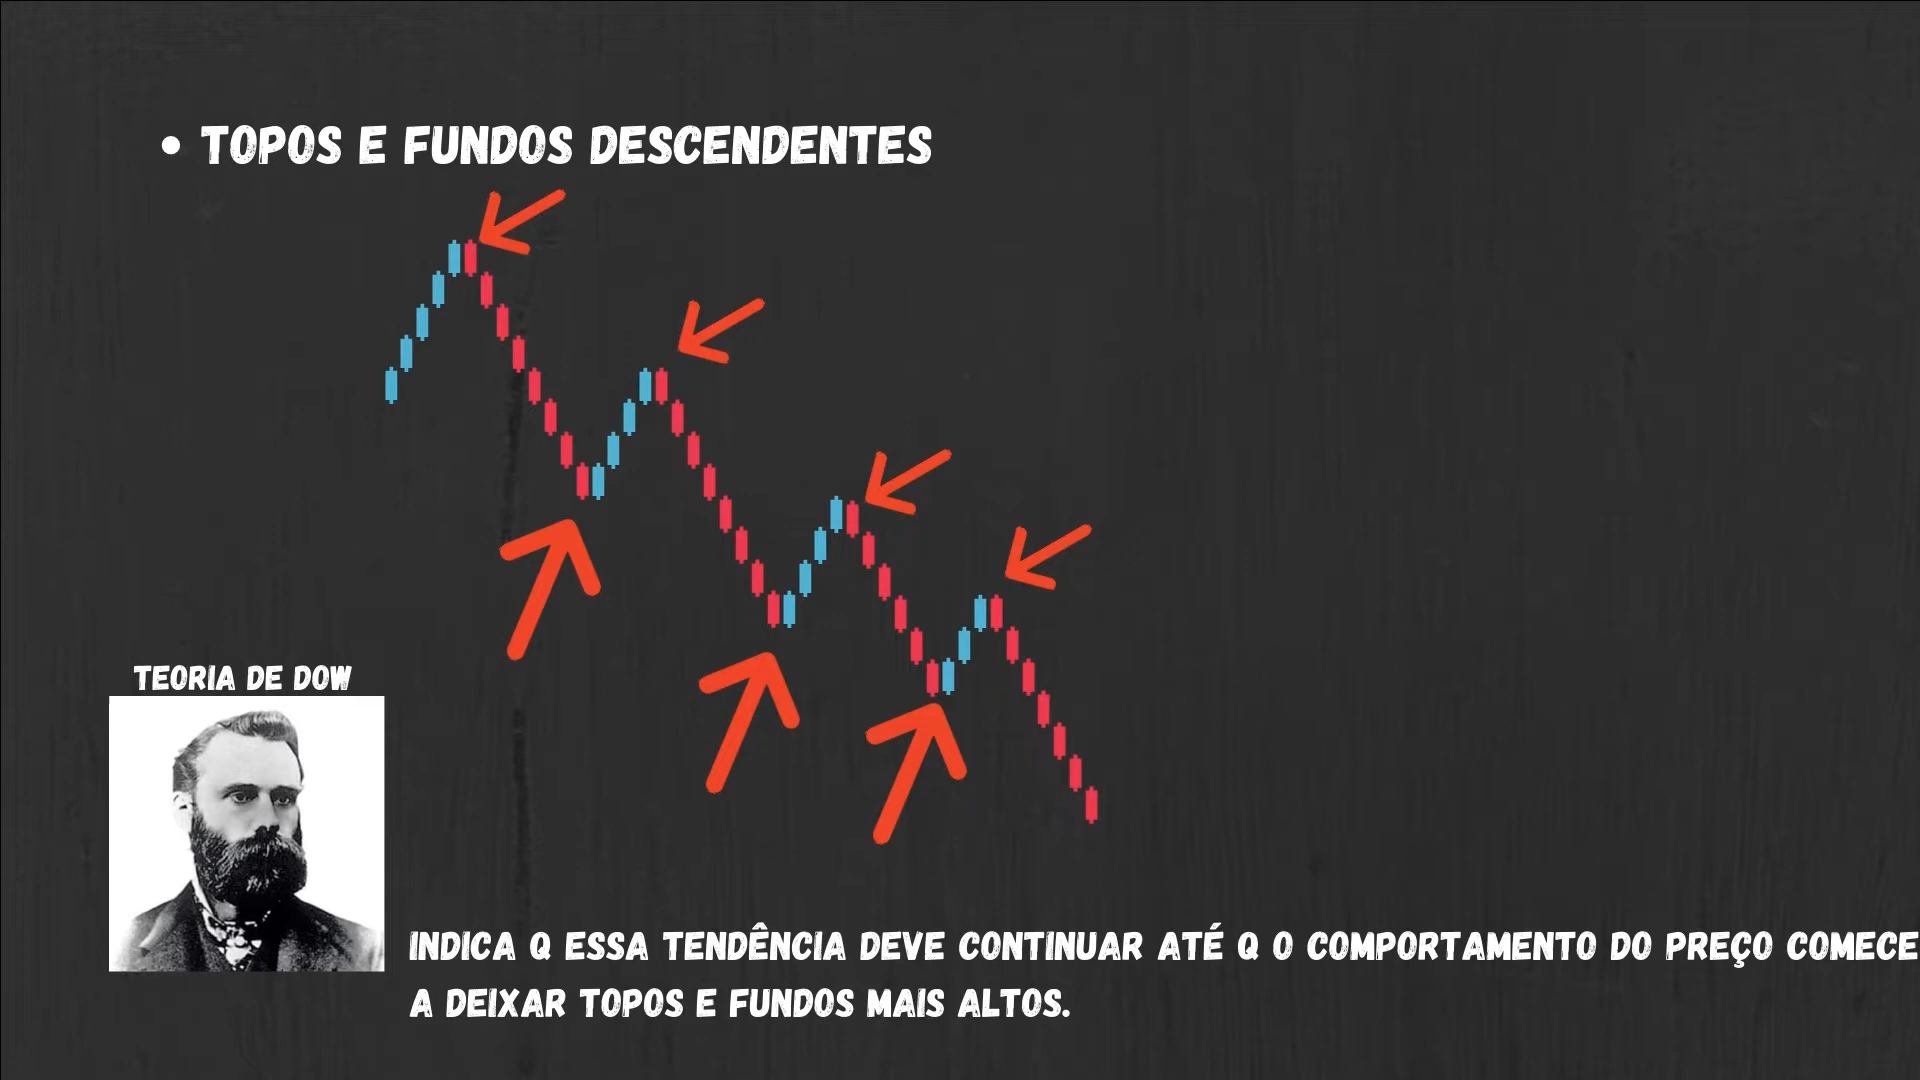 • TOPOS E FUNDOS DESCENDENTES
TEORIA DE DOW
INDICA Q ESSA TENDÊNCIA DEVE CONTINUAR ATÉ Q O COMPORTAMENTO DO PREÇO COMECE
A DEIXAR TOPOS E FUNDOS MAIS ALTOS.